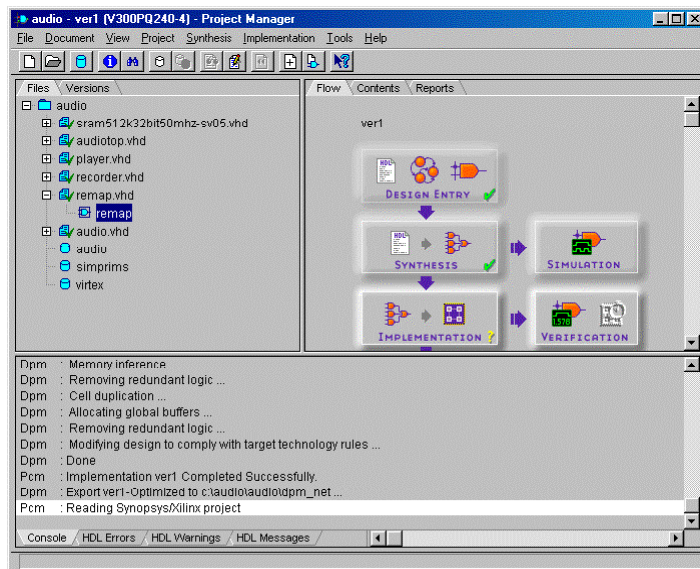 audio - ver1 (V300PQ240-4) - Project Manager
File Document View Project Synthesis Implementation Tools Help
Files Versions
audio
sram512k32bit50mhz-sv05.vhd
audiotop.vhd
player.vhd
recorder.vhd
remap.vhd
remap
audio.vhd
audio
simprims
virtex
Flow Contents Reports
ver1
HDL
DESIGN ENTRY
HDL
SYNTHESIS
SIMULATION
IMPLEMENTATION ?
VERIFICATION
Dpm : Memory inference
Dpm : Removing redundant logic ...
Dpm : Cell duplication ...
Dpm : Allocating global buffers ...
Dpm : Removing redundant logic ...
Dpm : Modifying design to comply with target technology rules ...
Dpm : Done
Pcm : Implementation ver1 Completed Successfully.
Dpm : Export ver1-Optimized to c:\audio\audio\dpm_net ...
Pcm : Reading Synopsys/Xilinx project
Console HDL Errors HDL Warnings HDL Messages